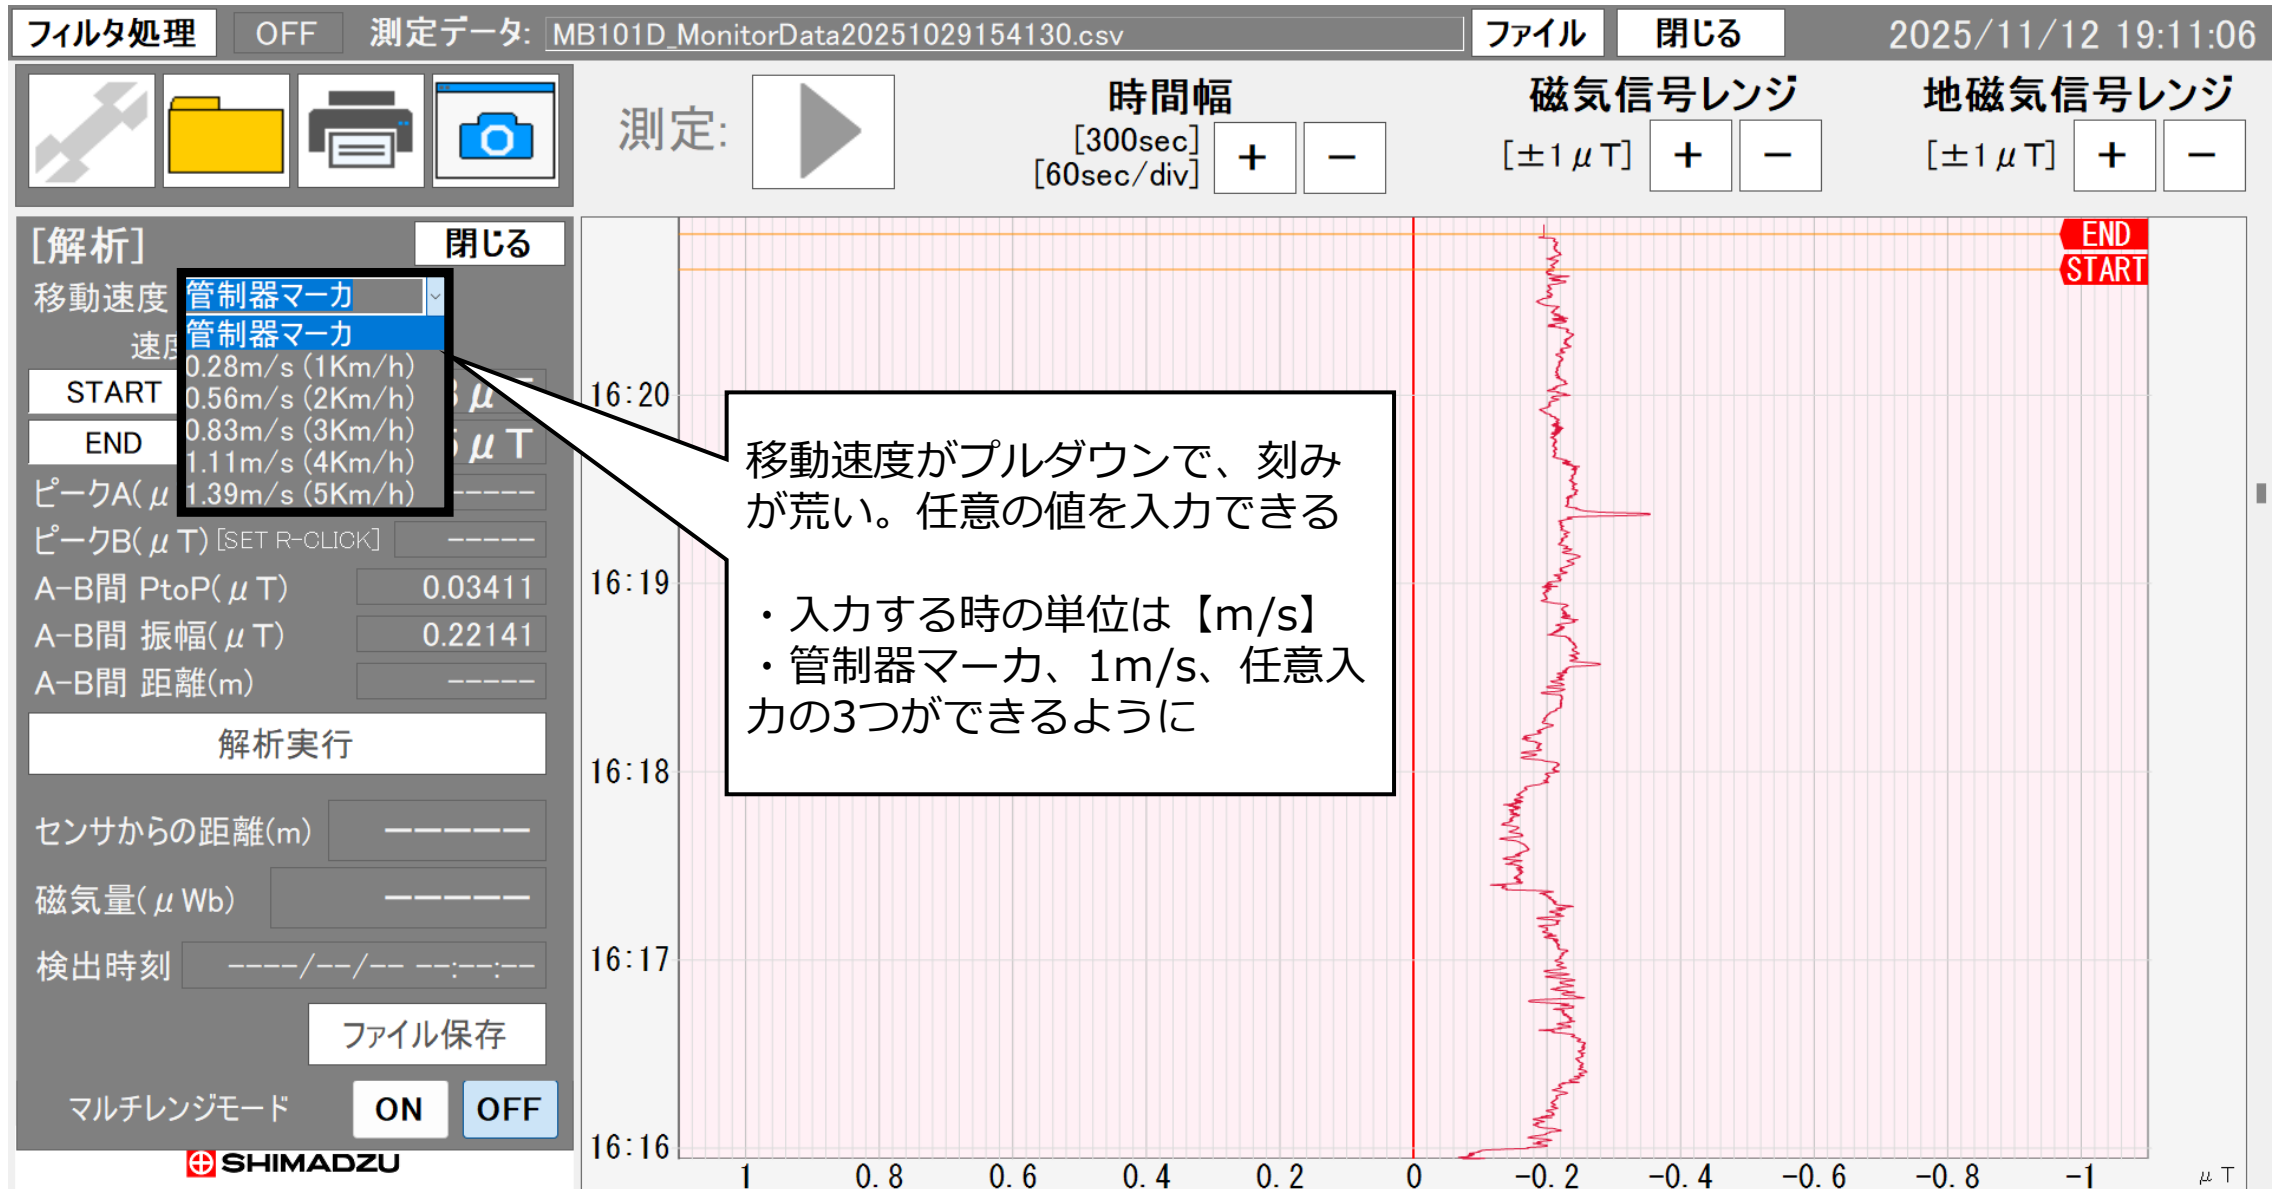 フィルタ処理 OFF 測定データ: MB101D_MonitorData20251029154130.csv ファイル 閉じる 2025/11/12 19:11:06
測定:
時間幅
[300sec]
[60sec/div]
+ −
磁気信号レンジ
[±1μT] + −
地磁気信号レンジ
[±1μT] + −
[解析] 閉じる
移動速度 管制器マーカ
管制器マーカ
0.28m/s (1Km/h)
0.56m/s (2Km/h)
0.83m/s (3Km/h)
1.11m/s (4Km/h)
1.39m/s (5Km/h)
速度
START
END μT
ピークA(μ -----
ピークB(μT) [SET R-CLICK] -----
A-B間 PtoP(μT) 0.03411
A-B間 振幅(μT) 0.22141
A-B間 距離(m) -----
解析実行
センサからの距離(m) -----
磁気量(μWb) -----
検出時刻 ----/--/-- --:--:--
ファイル保存
マルチレンジモード ON OFF
SHIMADZU
END
START
移動速度がプルダウンで、刻み
が荒い。任意の値を入力できる
・入力する時の単位は【m/s】
・管制器マーカ、1m/s、任意入
力の3つができるように
16:20
16:19
16:18
16:17
16:16
1 0.8 0.6 0.4 0.2 0 -0.2 -0.4 -0.6 -0.8 -1 μT